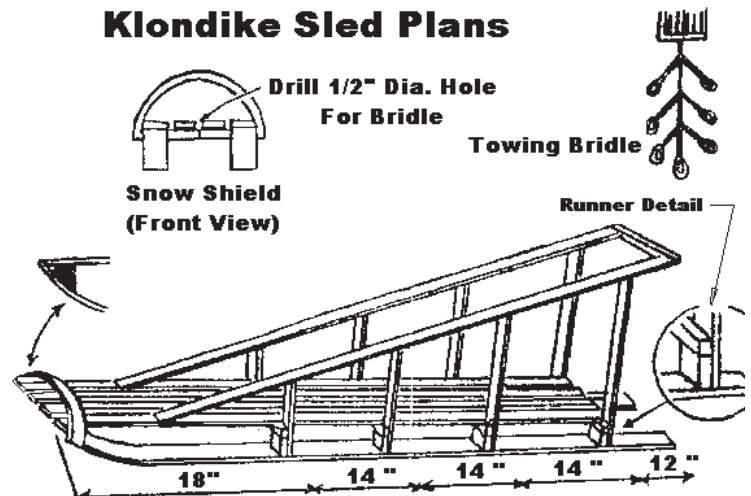 Klondike Sled Plans
Drill 1/2" Dia. Hole
For Bridle
Towing Bridle
Snow Shield
(Front View)
Runner Detail
18"
14 "
14 "
14 "
12 "